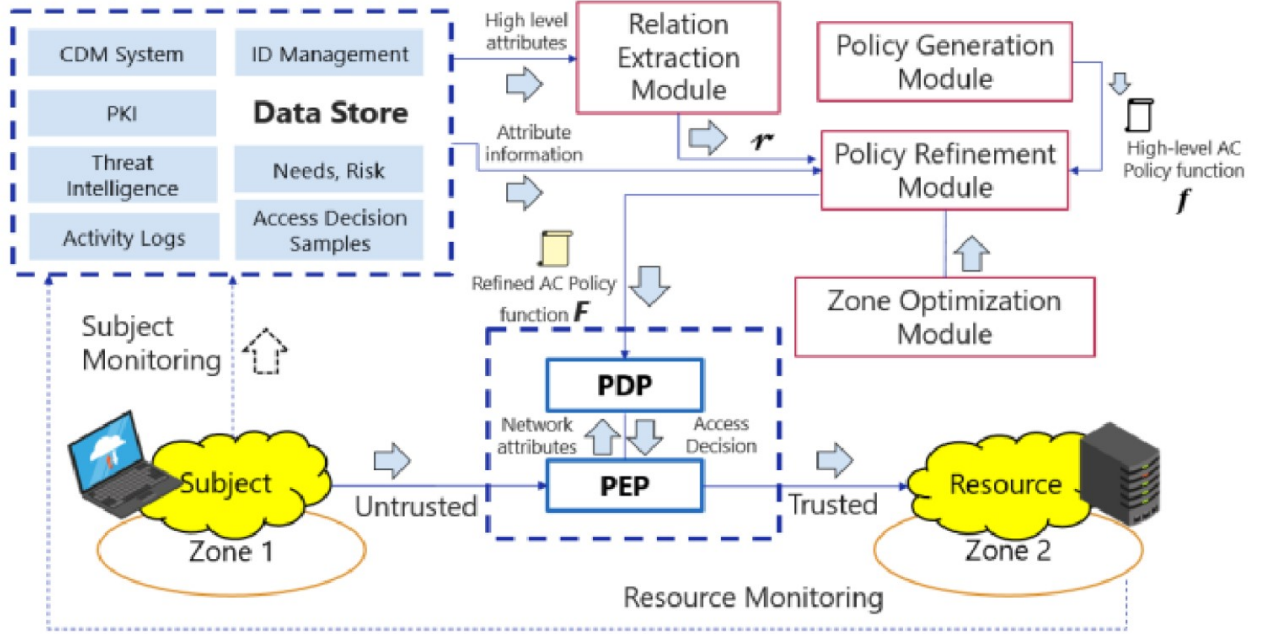 CDM System
ID Management
PKI
Data Store
Threat
Intelligence
Needs, Risk
Activity Logs
Access Decision
Samples
High level
attributes
Attribute
information
Relation
Extraction
Module
r
Policy Generation
Module
Policy Refinement
Module
High-level AC
Policy function
f
Zone Optimization
Module
Refined AC Policy
function F
Subject
Monitoring
PDP
Network
attributes
Access
Decision
PEP
Subject
Zone 1
Untrusted
Trusted
Resource
Zone 2
Resource Monitoring